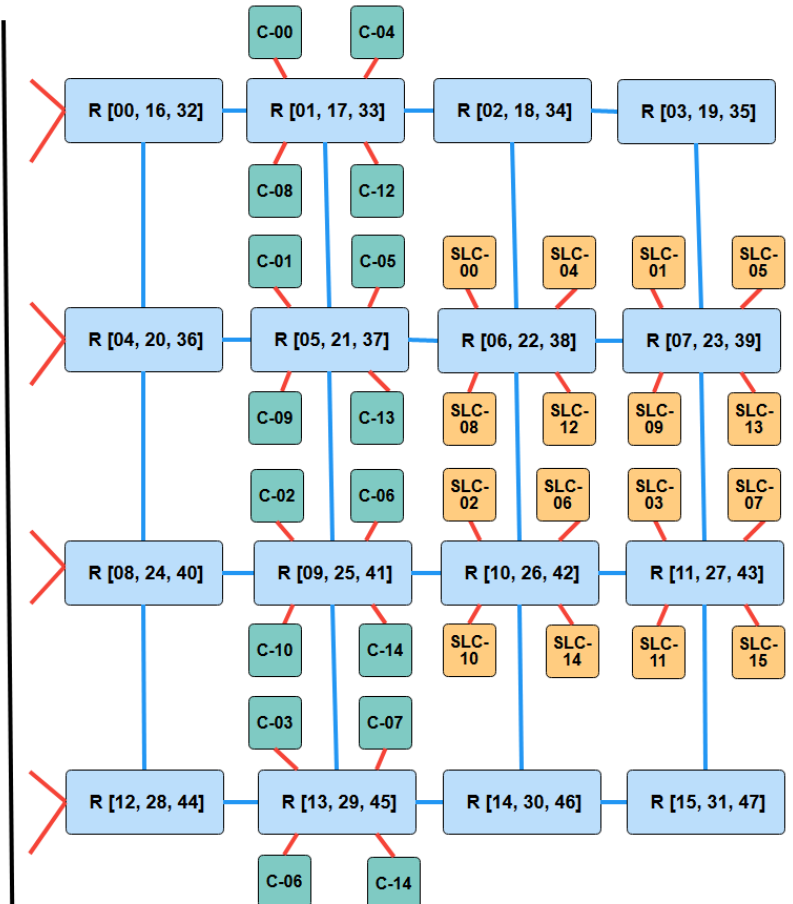 C-00
C-04
R [00, 16, 32]
R [01, 17, 33]
R [02, 18, 34]
R [03, 19, 35]
C-08
C-12
C-01
C-05
SLC-
00
SLC-
04
SLC-
01
SLC-
05
R [04, 20, 36]
R [05, 21, 37]
R [06, 22, 38]
R [07, 23, 39]
C-09
C-13
SLC-
08
SLC-
12
SLC-
09
SLC-
13
C-02
C-06
SLC-
02
SLC-
06
SLC-
03
SLC-
07
R [08, 24, 40]
R [09, 25, 41]
R [10, 26, 42]
R [11, 27, 43]
C-10
C-14
SLC-
10
SLC-
14
SLC-
11
SLC-
15
C-03
C-07
R [12, 28, 44]
R [13, 29, 45]
R [14, 30, 46]
R [15, 31, 47]
C-06
C-14